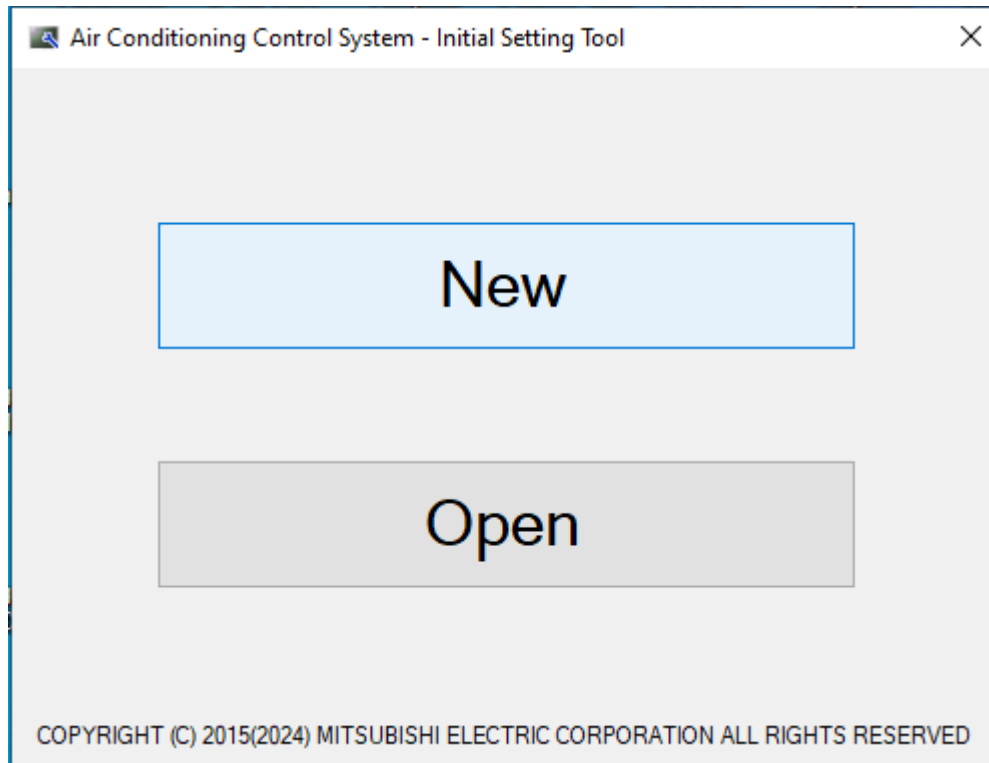 Air Conditioning Control System - Initial Setting Tool
New
Open
COPYRIGHT (C) 2015(2024) MITSUBISHI ELECTRIC CORPORATION ALL RIGHTS RESERVED